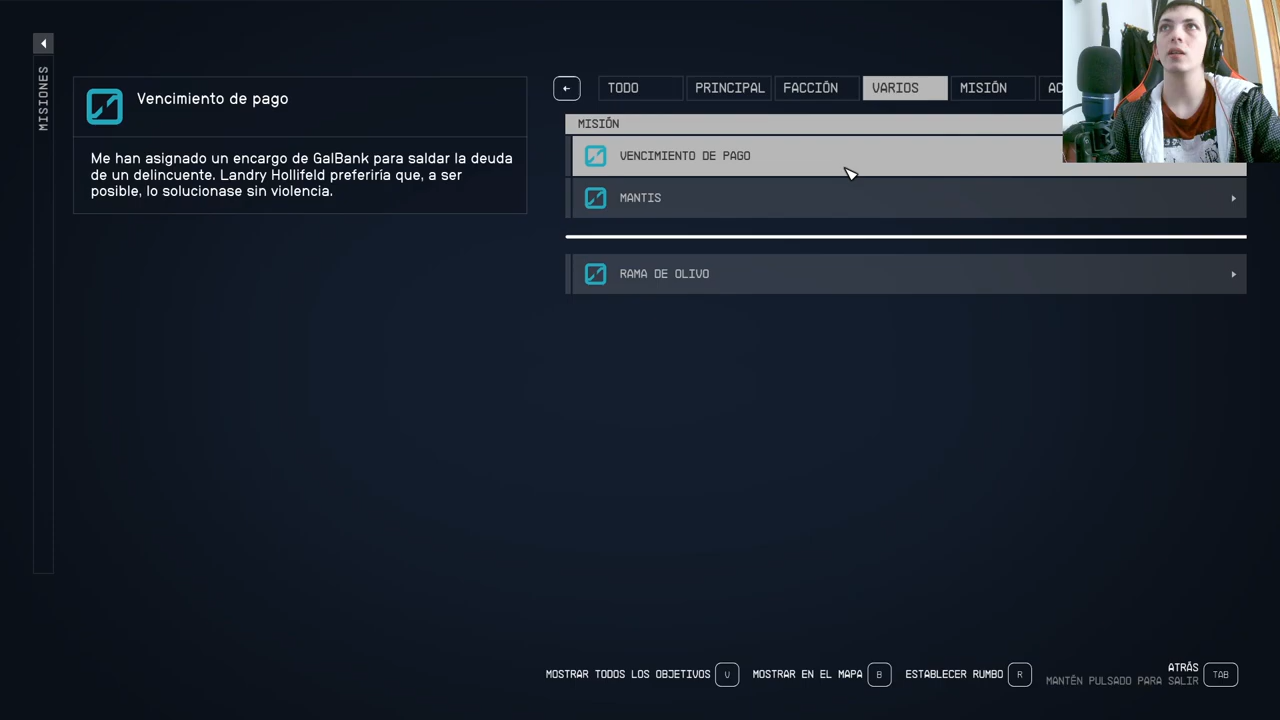 MISIONES
Vencimiento de pago
Me han asignado un encargo de GalBank para saldar la deuda
de un delincuente. Landry Hollifeld preferiría que, a ser
posible, lo solucionase sin violencia.
TODO
PRINCIPAL
FACCIÓN
VARIOS
MISIÓN
AC
MISIÓN
VENCIMIENTO DE PAGO
MANTIS
RAMA DE OLIVO
MOSTRAR TODOS LOS OBJETIVOS
MOSTRAR EN EL MAPA B
ESTABLECER RUMBO R
ATRÁS
MANTÉN PULSADO PARA SALIR
TAB